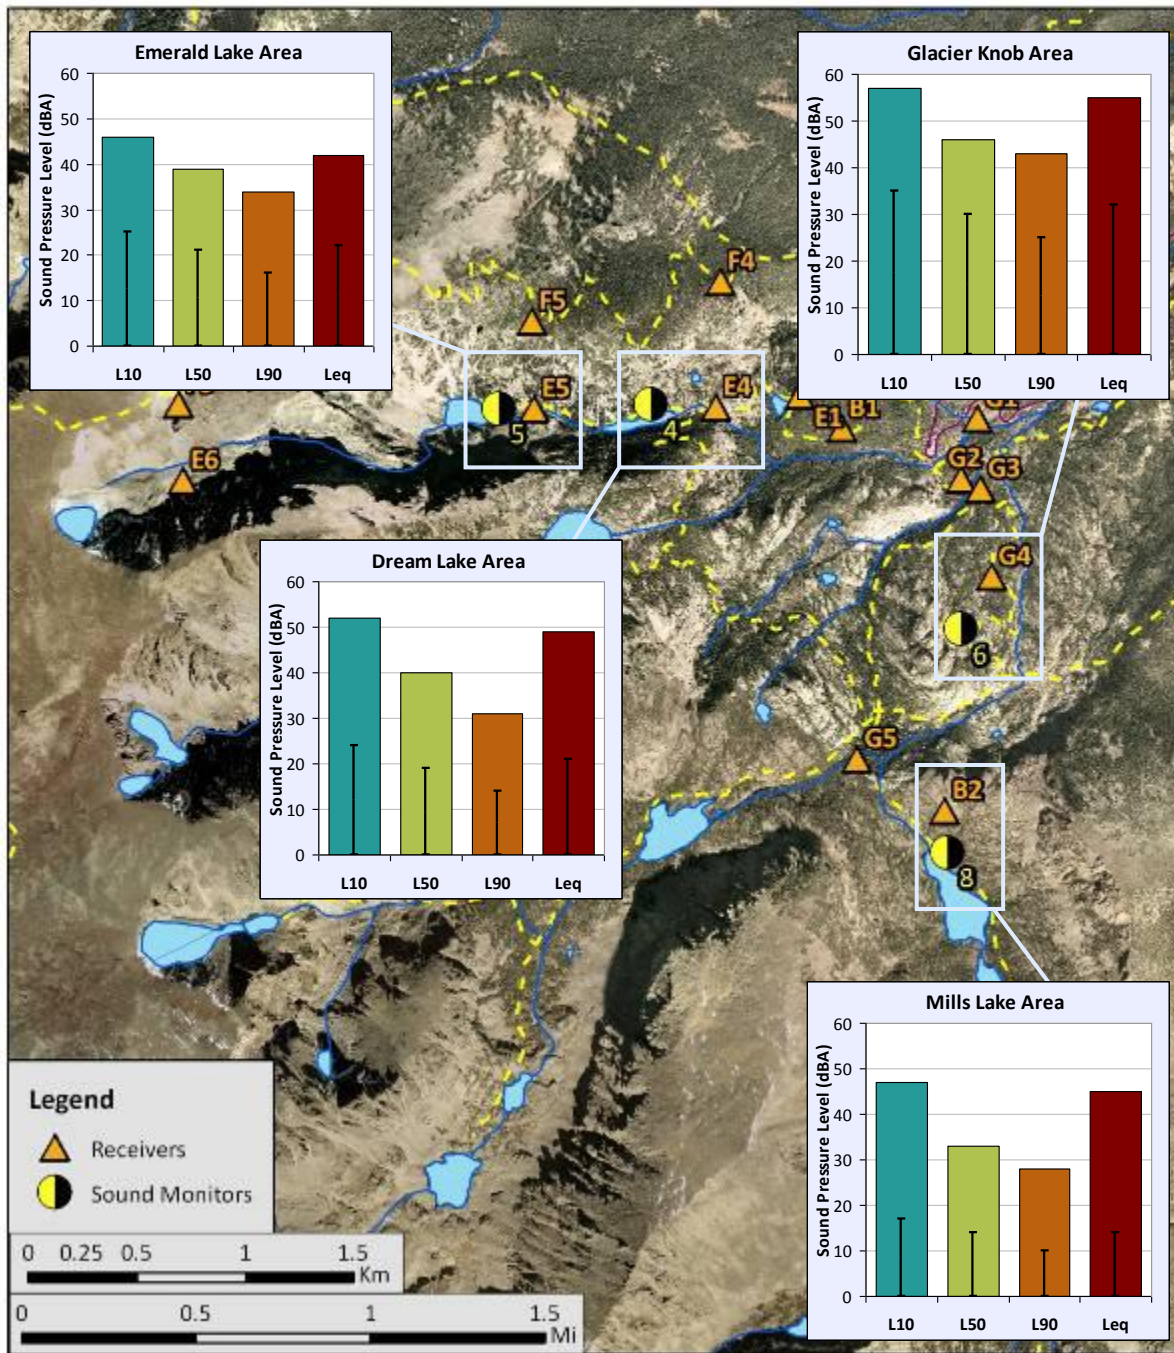 Emerald Lake Area
Sound Pressure Level (dBA)
60
50
40
30
20
10
0
L10 L50 L90 Leq
Glacier Knob Area
Sound Pressure Level (dBA)
60
50
40
30
20
10
0
L10 L50 L90 Leq
F4
F5
E5
5
4
E4
E1
B1
G1
E6
G2
G3
G4
6
Dream Lake Area
Sound Pressure Level (dBA)
60
50
40
30
20
10
0
L10 L50 L90 Leq
G5
B2
8
Mills Lake Area
Sound Pressure Level (dBA)
60
50
40
30
20
10
0
L10 L50 L90 Leq
Legend
Receivers
Sound Monitors
0 0.25 0.5 1 1.5
Km
0 0.5 1 1.5
Mi